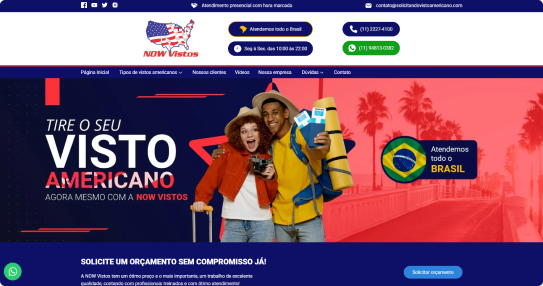 Atendimento presencial com hora marcada
contato@solicitandovistoamericano.com
NOW Vistos
Atendemos todo o Brasil
(11) 2227-4100
Seg à Sex. das 10:00 às 22:00
(11) 94813-0382
Página Inicial
Tipos de vistos americanos
Nossos clientes
Vídeos
Nossa empresa
Dúvidas
Contato
TIRE O SEU
VISTO
AMERICANO
AGORA MESMO COM A NOW VISTOS
Atendemos
todo o
BRASIL
SOLICITE UM ORÇAMENTO SEM COMPROMISSO JÁ!
A NOW Vistos tem um ótimo preço e o mais importante, um trabalho de excelente
qualidade, contando com profissionais treinados e com ótimo atendimento!
Solicitar orçamento